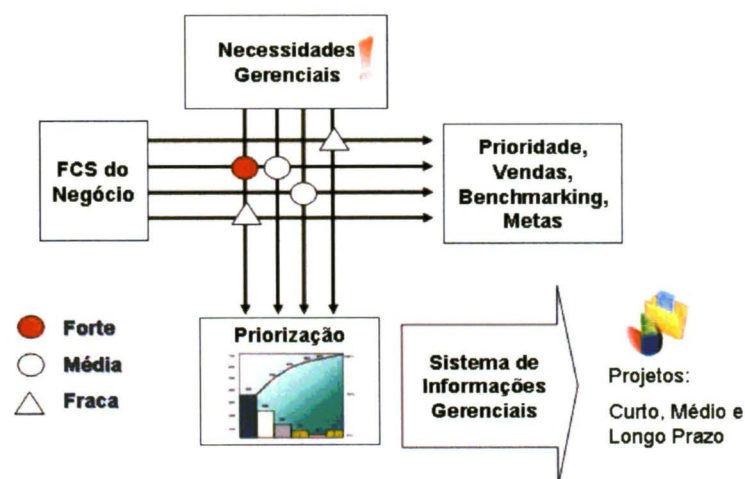 Necessidades
Gerenciais
FCS do
Negócio
Prioridade,
Vendas,
Benchmarking,
Metas
Forte
Média
Fraca
Priorização
Sistema de
Informações
Gerenciais
Projetos:
Curto, Médio e
Longo Prazo